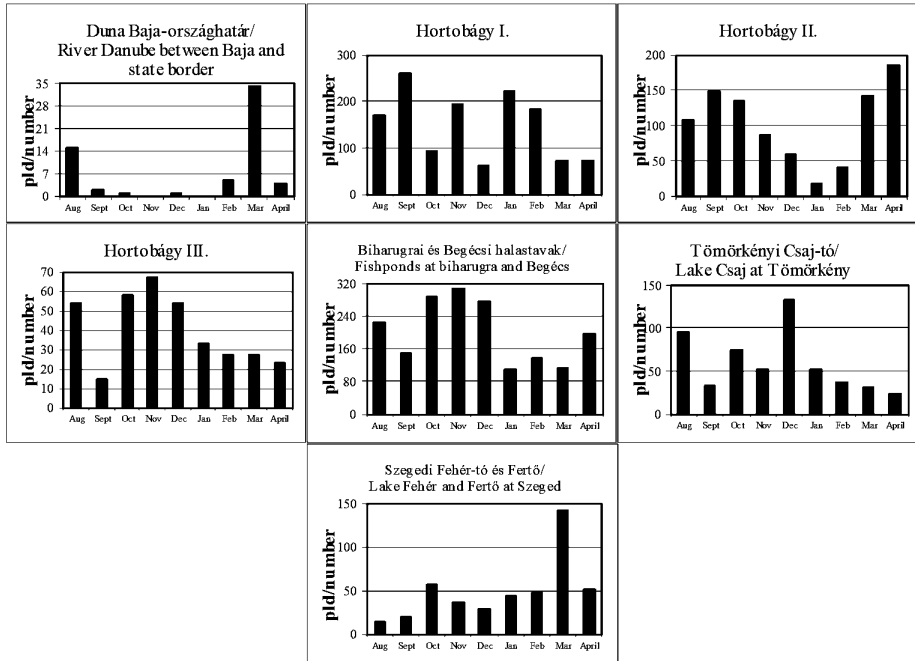 Duna Baja-országhatár/
River Danube between Baja and
state border
pld/number
35
28
21
14
7
0
Aug Sept Oct Nov Dec Jan Feb Mar April
Hortobágy I.
pld/number
300
200
100
0
Aug Sept Oct Nov Dec Jan Feb Mar April
Hortobágy II.
pld/number
200
150
100
50
0
Aug Sept Oct Nov Dec Jan Feb Mar April
Hortobágy III.
pld/number
70
60
50
40
30
20
10
0
Aug Sept Oct Nov Dec Jan Feb Mar April
Biharugrai és Begécsi halastavak/
Fishponds at biharugra and Begécs
pld/number
320
240
160
80
0
Aug Sept Oct Nov Dec Jan Feb Mar April
Tömörkényi Csaj-tó/
Lake Csaj at Tömörkény
pld/number
150
100
50
0
Aug Sept Oct Nov Dec Jan Feb Mar April
Szegedi Fehér-tó és Fertő/
Lake Fehér and Fertő at Szeged
pld/number
150
100
50
0
Aug Sept Oct Nov Dec Jan Feb Mar April